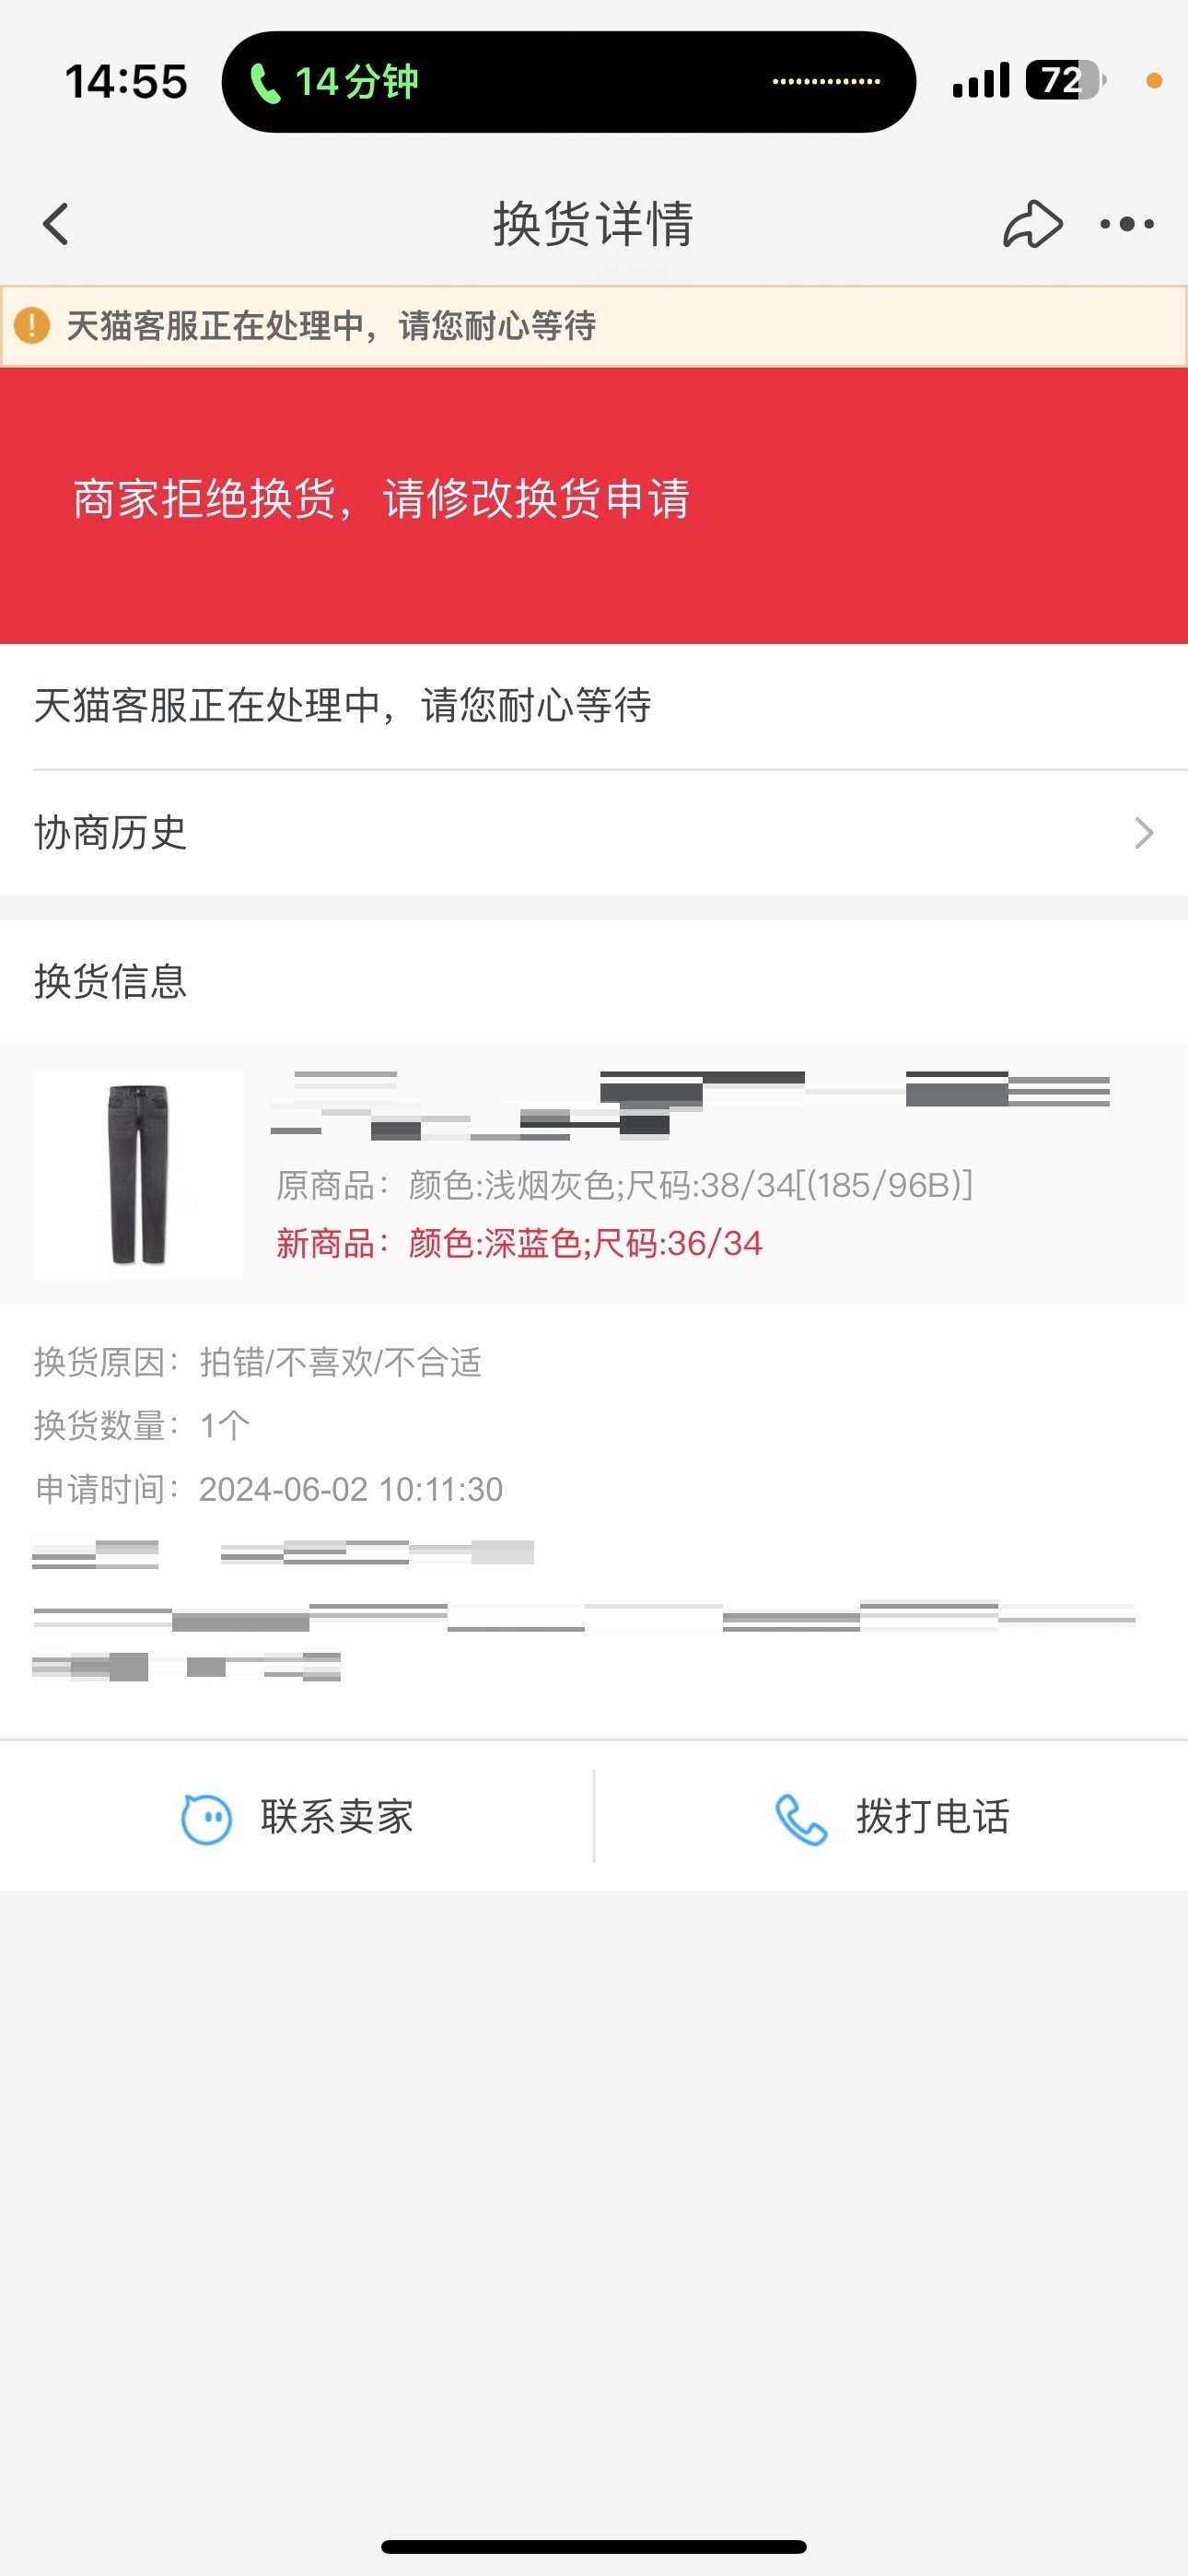 14:55
14分钟
72
换货详情
天猫客服正在处理中，请您耐心等待
商家拒绝换货，请修改换货申请
天猫客服正在处理中，请您耐心等待
协商历史
换货信息
原商品：颜色:浅烟灰色;尺码:38/34[(185/96B)]
新商品：颜色:深蓝色;尺码:36/34
换货原因：拍错/不喜欢/不合适
换货数量：1个
申请时间：2024-06-02 10:11:30
联系卖家
拨打电话